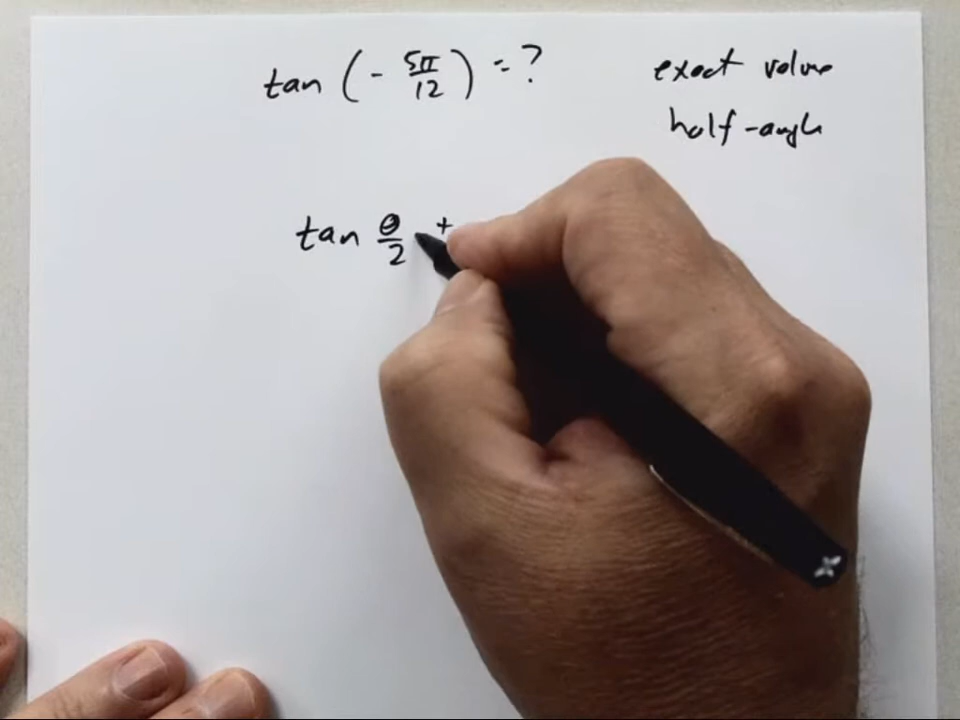 tan (- 5π/12) = ?
exact value
half-angle
tan θ/2 +